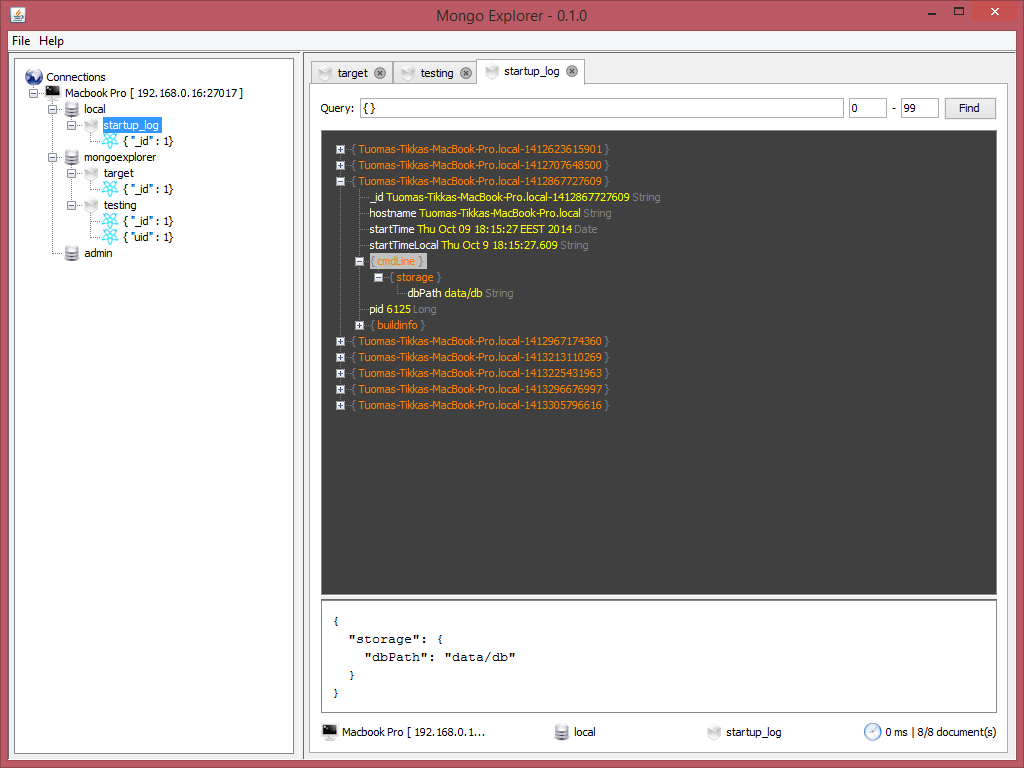 Mongo Explorer - 0.1.0
File Help
Connections
Macbook Pro [ 192.168.0.16:27017 ]
local
startup_log
{ "_id" : 1}
mongoexplorer
target
{ "_id" : 1}
testing
{ "_id" : 1}
{ "uid" : 1}
admin
target testing startup_log
Query: {} 0 - 99 Find
{ Tuomas-Tikkas-MacBook-Pro.local-1412623615901 }
{ Tuomas-Tikkas-MacBook-Pro.local-1412707648500 }
{ Tuomas-Tikkas-MacBook-Pro.local-1412867727609 }
_id Tuomas-Tikkas-MacBook-Pro.local-1412867727609 String
hostname Tuomas-Tikkas-MacBook-Pro.local String
startTime Thu Oct 09 18:15:27 EEST 2014 Date
startTimeLocal Thu Oct 9 18:15:27.609 String
{ cmdLine }
{ storage }
dbPath data/db String
pid 6125 Long
{ buildinfo }
{ Tuomas-Tikkas-MacBook-Pro.local-1412967174360 }
{ Tuomas-Tikkas-MacBook-Pro.local-1413213110269 }
{ Tuomas-Tikkas-MacBook-Pro.local-1413225431963 }
{ Tuomas-Tikkas-MacBook-Pro.local-1413296676997 }
{ Tuomas-Tikkas-MacBook-Pro.local-1413305796616 }
{
"storage": {
"dbPath": "data/db"
}
}
Macbook Pro [ 192.168.0.1... local startup_log 0 ms | 8/8 document(s)